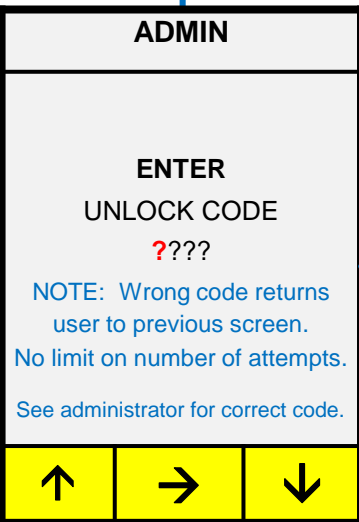 ADMIN
ENTER
UNLOCK CODE
????
NOTE: Wrong code returns
user to previous screen.
No limit on number of attempts.
See administrator for correct code.